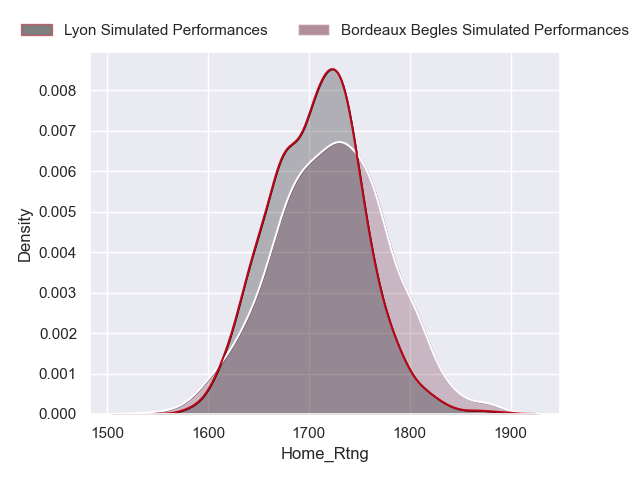 Lyon Simulated Performances Bordeaux Begles Simulated Performances
0.008
0.007
0.006
0.005
0.004
0.003
0.002
0.001
0.000
Density
1500 1600 1700 1800 1900
Home_Rtng